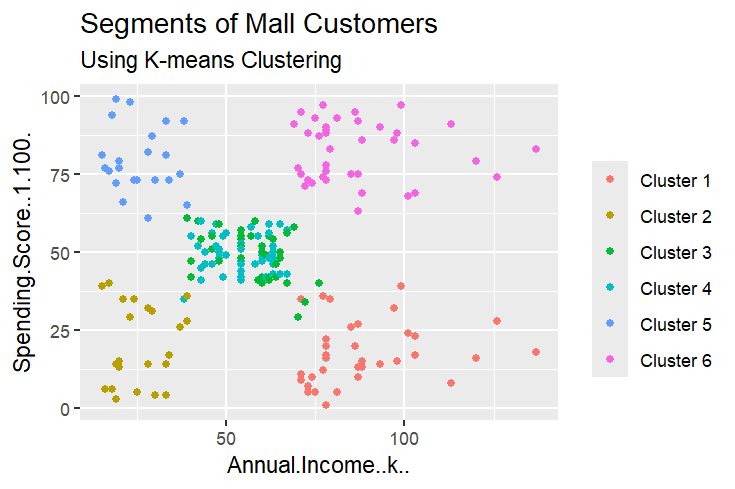 Segments of Mall Customers
Using K-means Clustering
Spending.Score..1.100.
100
75
50
25
0
50
100
Annual.Income..k..
Cluster 1
Cluster 2
Cluster 3
Cluster 4
Cluster 5
Cluster 6